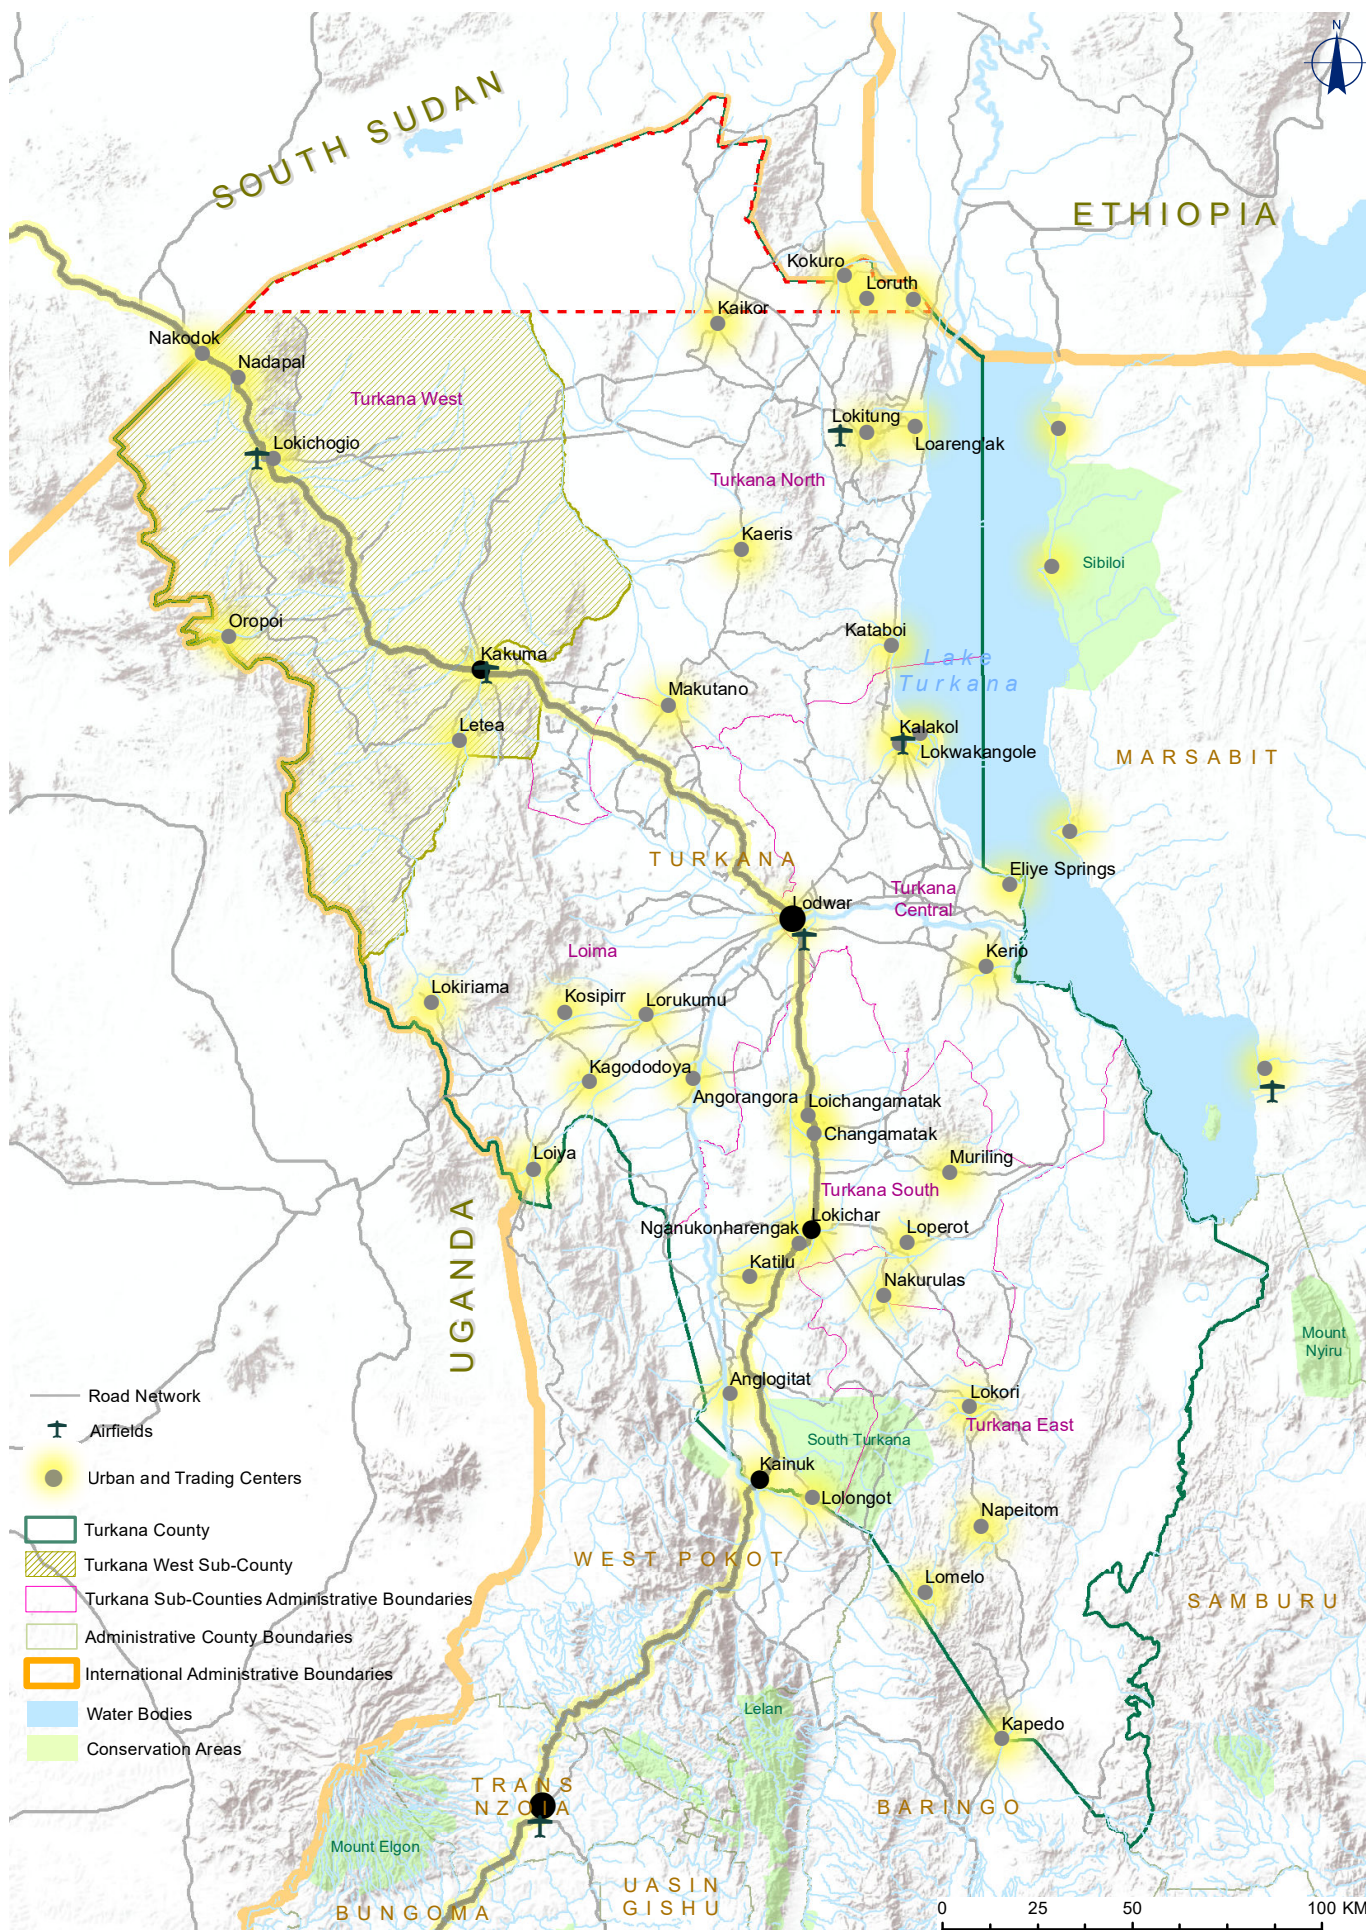 N
SOUTH SUDAN
ETHIOPIA
Kokuro
Loruth
Kaikor
Nakodok
Nadapal
Turkana West
Lokitung
Loareng'ak
Lokichogio
Turkana North
Kaeris
Sibiloi
Oropoi
Kataboi
Kakuma
Lake
Turkana
Makutano
Letea
Kalakol
Lokwakangole
MARSABIT
TURKANA
Eliye Springs
Turkana
Central
Lodwar
Loima
Kerio
Lokiriama
Kosipirr
Lorukumu
Kagododoya
Angorangora
Loichangamatak
Changamatak
Loiya
Muriling
Turkana South
Lokichar
Nganukonharengak
Loperot
UGANDA
Katilu
Nakurulas
Mount
Nyiru
Anglogitat
Lokori
Turkana East
South Turkana
Kainuk
Lolongot
Napeitom
WEST POKOT
Lomelo
SAMBURU
Lelan
Kapedo
TRANS
NZOIA
BARINGO
Mount Elgon
UASIN
GISHU
BUNGOMA
Road Network
Airfields
Urban and Trading Centers
Turkana County
Turkana West Sub-County
Turkana Sub-Counties Administrative Boundaries
Administrative County Boundaries
International Administrative Boundaries
Water Bodies
Conservation Areas
0 25 50 100 KM